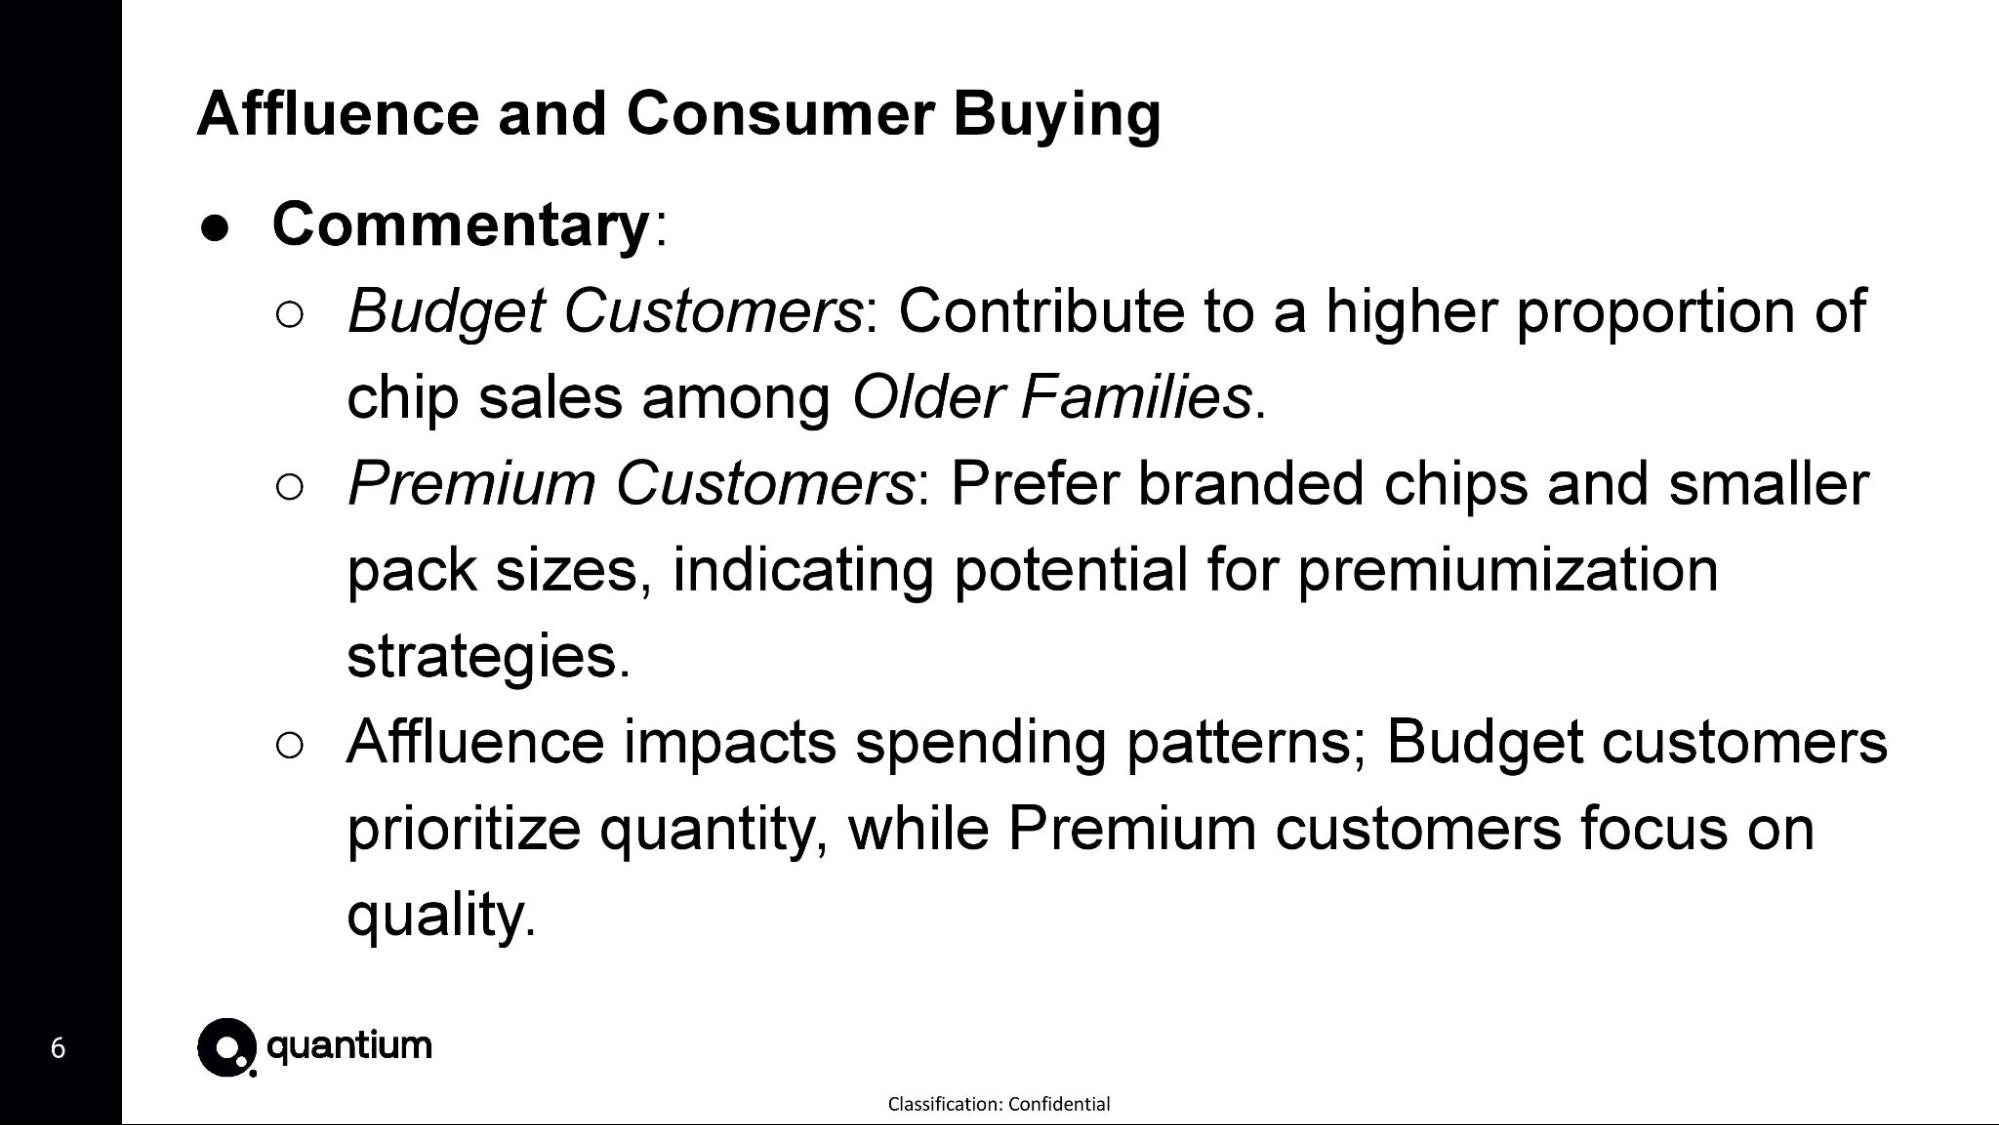 Affluence and Consumer Buying
● Commentary:
○ Budget Customers: Contribute to a higher proportion of
chip sales among Older Families.
○ Premium Customers: Prefer branded chips and smaller
pack sizes, indicating potential for premiumization
strategies.
○ Affluence impacts spending patterns; Budget customers
prioritize quantity, while Premium customers focus on
quality.
6
quantium
Classification: Confidential